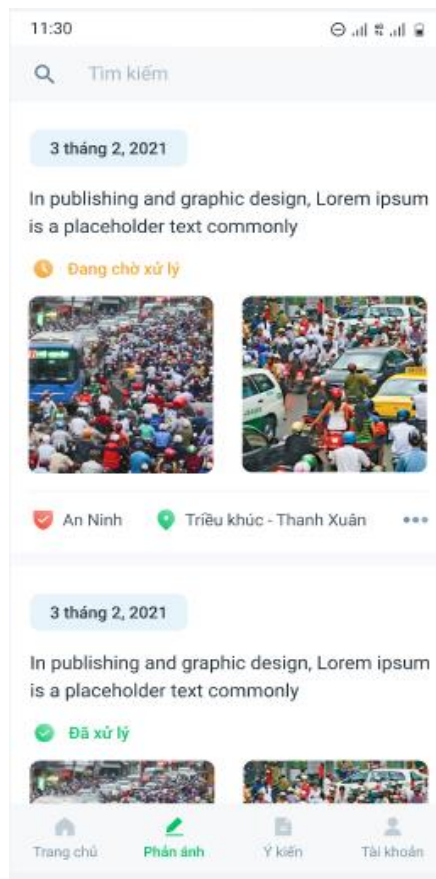 11:30
Tìm kiếm
3 tháng 2, 2021
In publishing and graphic design, Lorem ipsum
is a placeholder text commonly
Đang chờ xử lý
An Ninh
Triều khúc - Thanh Xuân
3 tháng 2, 2021
In publishing and graphic design, Lorem ipsum
is a placeholder text commonly
Đã xử lý
Trang chủ
Phản ánh
Ý kiến
Tài khoản